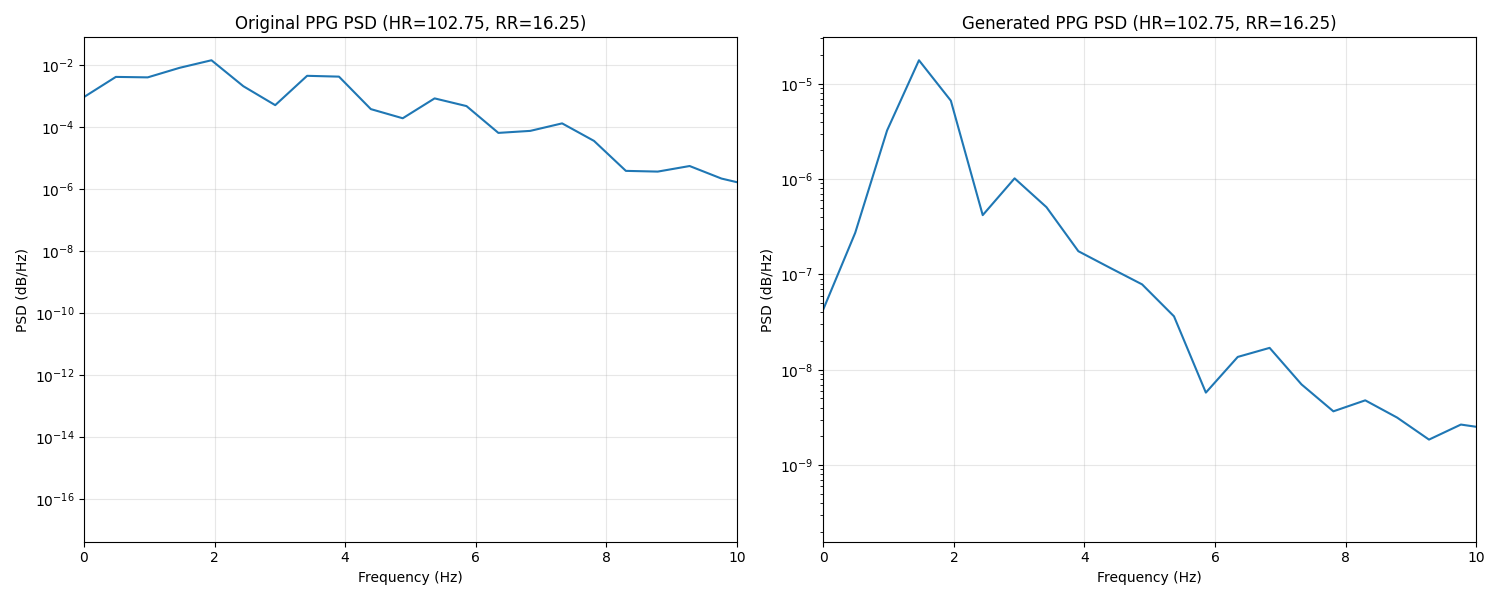 Original PPG PSD (HR=102.75, RR=16.25)
PSD (dB/Hz)
10⁻²
10⁻⁴
10⁻⁶
10⁻⁸
10⁻¹⁰
10⁻¹²
10⁻¹⁴
10⁻¹⁶
0 2 4 6 8 10
Frequency (Hz)
Generated PPG PSD (HR=102.75, RR=16.25)
PSD (dB/Hz)
10⁻⁵
10⁻⁶
10⁻⁷
10⁻⁸
10⁻⁹
0 2 4 6 8 10
Frequency (Hz)